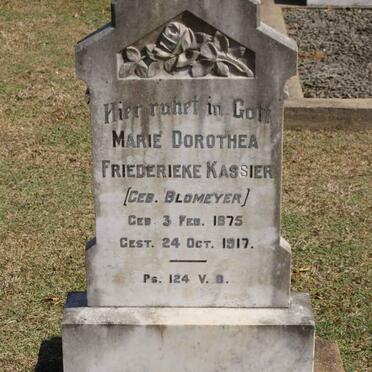 Hier ruhet in Gott
MARIE DOROTHEA
FRIEDERIEKE KASSIER
[GEB. BLOMEYER]
GEB. 3 FEB. 1875
GEST. 24 OCT. 1917.
PS. 124 V. 8.